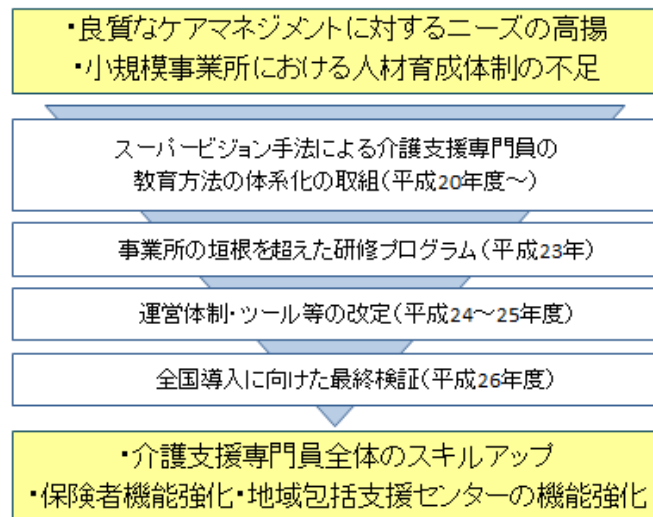 ・良質なケアマネジメントに対するニーズの高揚
・小規模事業所における人材育成体制の不足
スーパービジョン手法による介護支援専門員の
教育方法の体系化の取組(平成20年度～)
事業所の垣根を超えた研修プログラム(平成23年)
運営体制・ツール等の改定(平成24～25年度)
全国導入に向けた最終検証(平成26年度)
・介護支援専門員全体のスキルアップ
・保険者機能強化・地域包括支援センターの機能強化